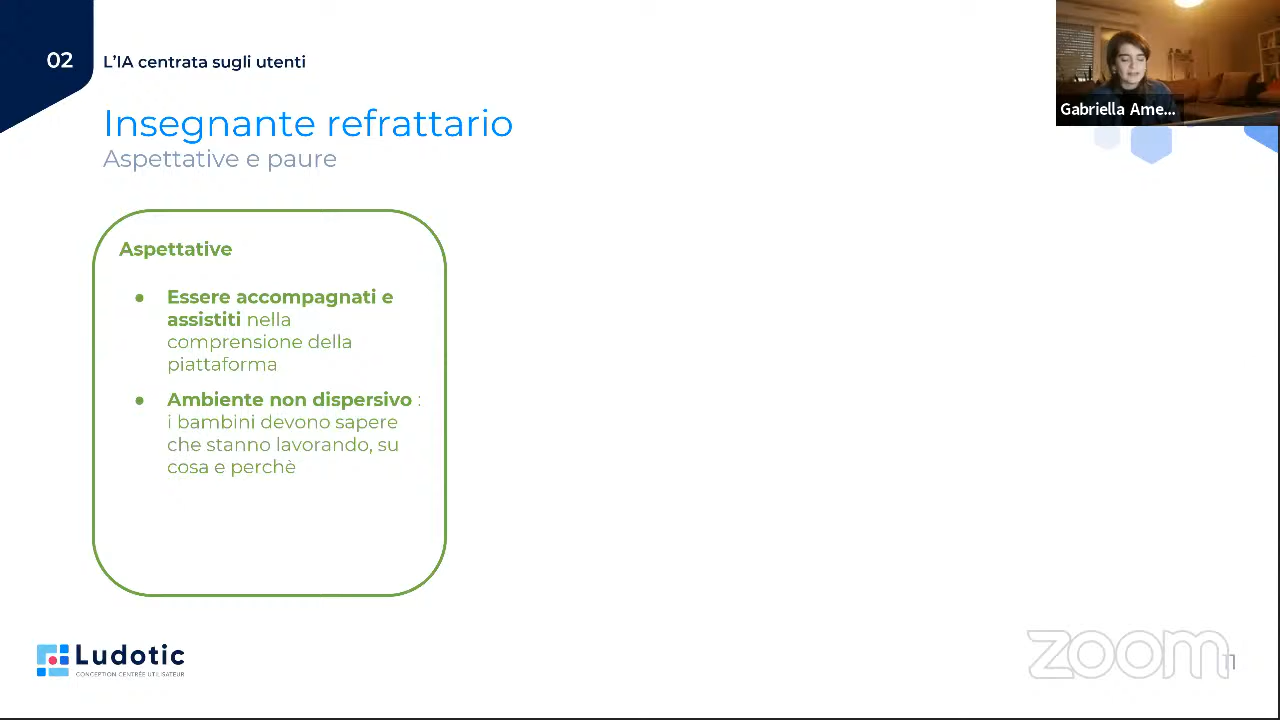 02
L'IA centrata sugli utenti
Insegnante refrattario
Aspettative e paure
Gabriella Ame...
Aspettative
● Essere accompagnati e
assistiti nella
comprensione della
piattaforma
● Ambiente non dispersivo :
i bambini devono sapere
che stanno lavorando, su
cosa e perchè
Ludotic
CONCEPTION CENTRÉE UTILISATEUR
zoom
11